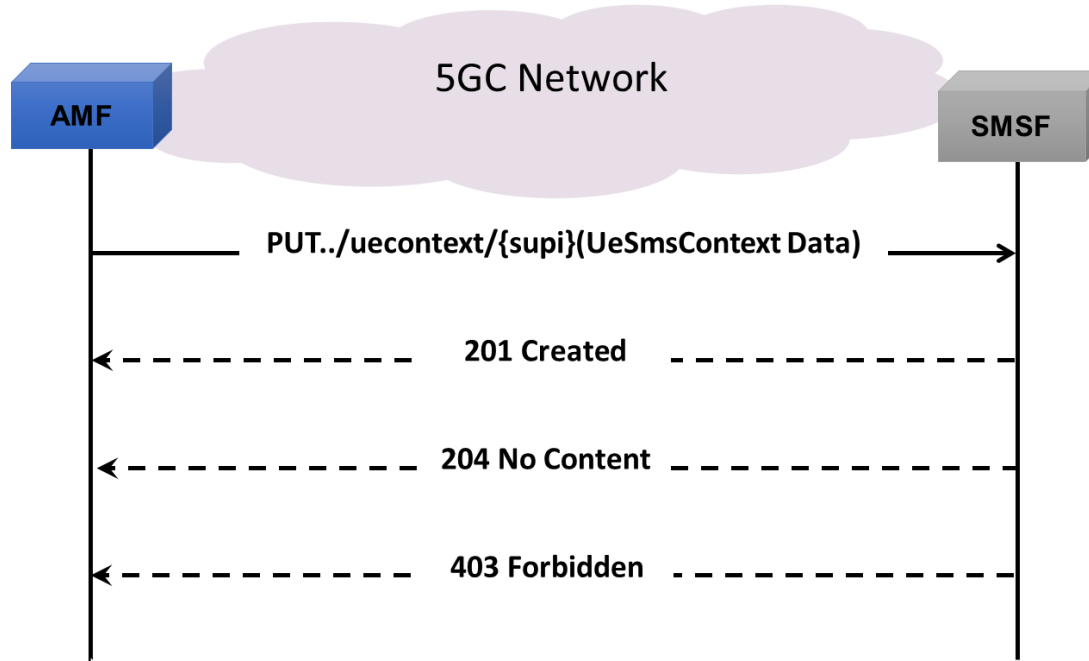 5GC Network
AMF
SMSF
PUT../uecontext/{supi}(UeSmsContext Data)
201 Created
204 No Content
403 Forbidden